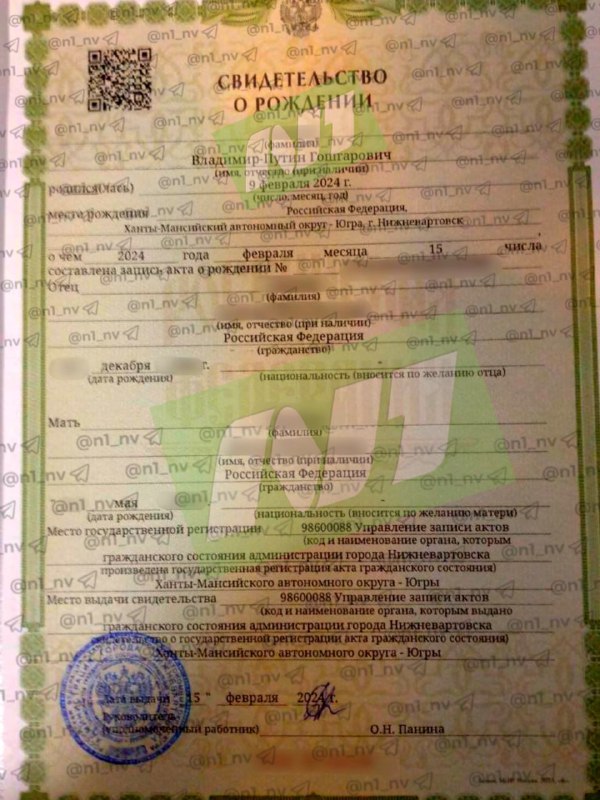 СВИДЕТЕЛЬСТВО
О РОЖДЕНИИ
(фамилия)
Владимир-Путин Гошгарович
(имя, отчество (при наличии)
родился(лась) 9 февраля 2024 г.
(число, месяц, год)
место рождения Российская Федерация,
Ханты-Мансийский автономный округ - Югра, г. Нижневартовск
о чем 2024 года февраля месяца 15 числа
составлена запись акта о рождении №
Отец
(фамилия)
(имя, отчество (при наличии)
Российская Федерация
(гражданство)
декабря г. -
(дата рождения) (национальность (вносится по желанию отца)
Мать
(фамилия)
(имя, отчество (при наличии)
Российская Федерация
(гражданство)
мая -
(дата рождения) (национальность (вносится по желанию матери)
Место государственной регистрации 98600088 Управление записи актов
(код и наименование органа, которым
гражданского состояния администрации города Нижневартовска
произведена государственная регистрация акта гражданского состояния)
Ханты-Мансийского автономного округа - Югры
Место выдачи свидетельства 98600088 Управление записи актов
(код и наименование органа, которым выдано
гражданского состояния администрации города Нижневартовска
свидетельство о государственной регистрации акта гражданского состояния)
Ханты-Мансийского автономного округа - Югры
Дата выдачи "15" февраля 2024 г.
Руководитель
(уполномоченный работник) О.Н. Панина
N1
@n1_nv